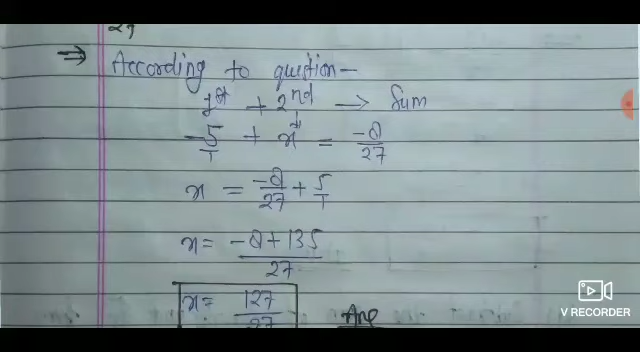 27
⇒ According to question—
1st + 2nd → Sum
-5/1 + x = -8/27
x = -8/27 + 5/1
x = -8+135/27
x = 127/27 Ans
V RECORDER